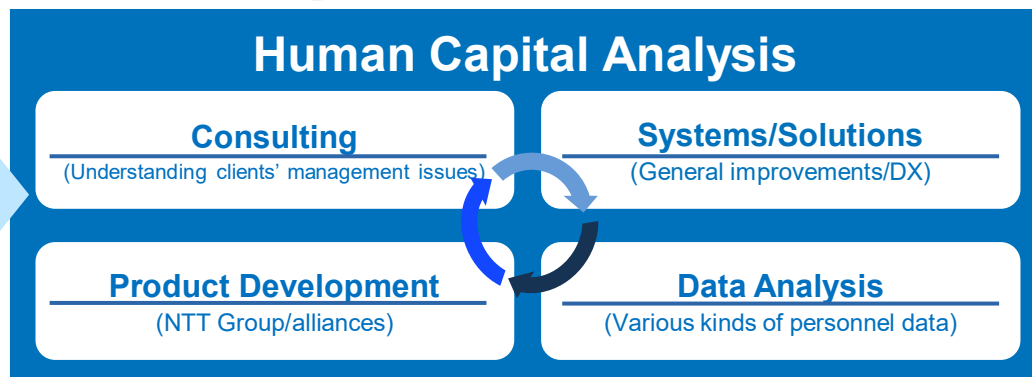 Human Capital Analysis
Consulting
(Understanding clients' management issues)
Systems/Solutions
(General improvements/DX)
Product Development
(NTT Group/alliances)
Data Analysis
(Various kinds of personnel data)